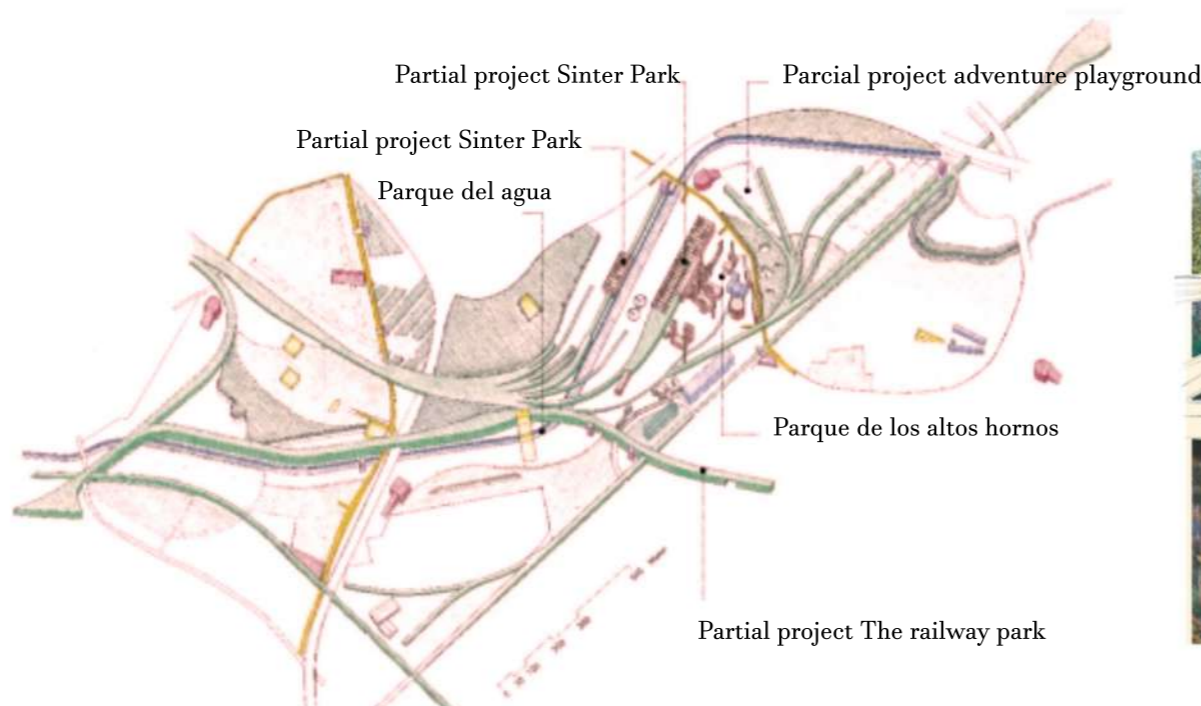 Partial project Sinter Park
Parcial project adventure playground
Partial project Sinter Park
Parque del agua
Parque de los altos hornos
Partial project The railway park